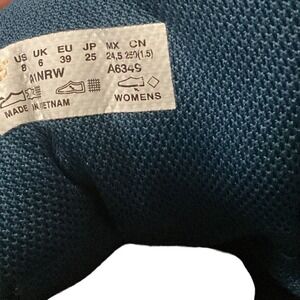 US UK EU JP MX CN
8 6 39 25 24,5 250(1.5)
A6349
MADE IN VIETNAM
WOMENS